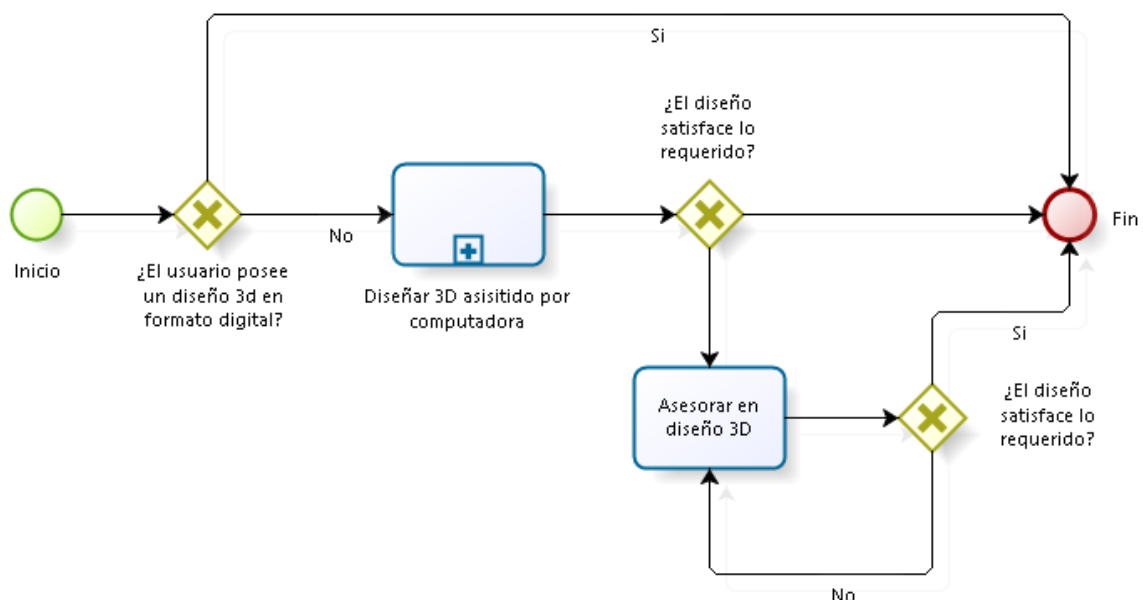 Si
¿El diseño
satisface lo
requerido?
Inicio
No
Fin
¿El usuario posee
un diseño 3d en
formato digital?
Diseñar 3D asisitido por
computadora
Si
Asesorar en
diseño 3D
¿El diseño
satisface lo
requerido?
No